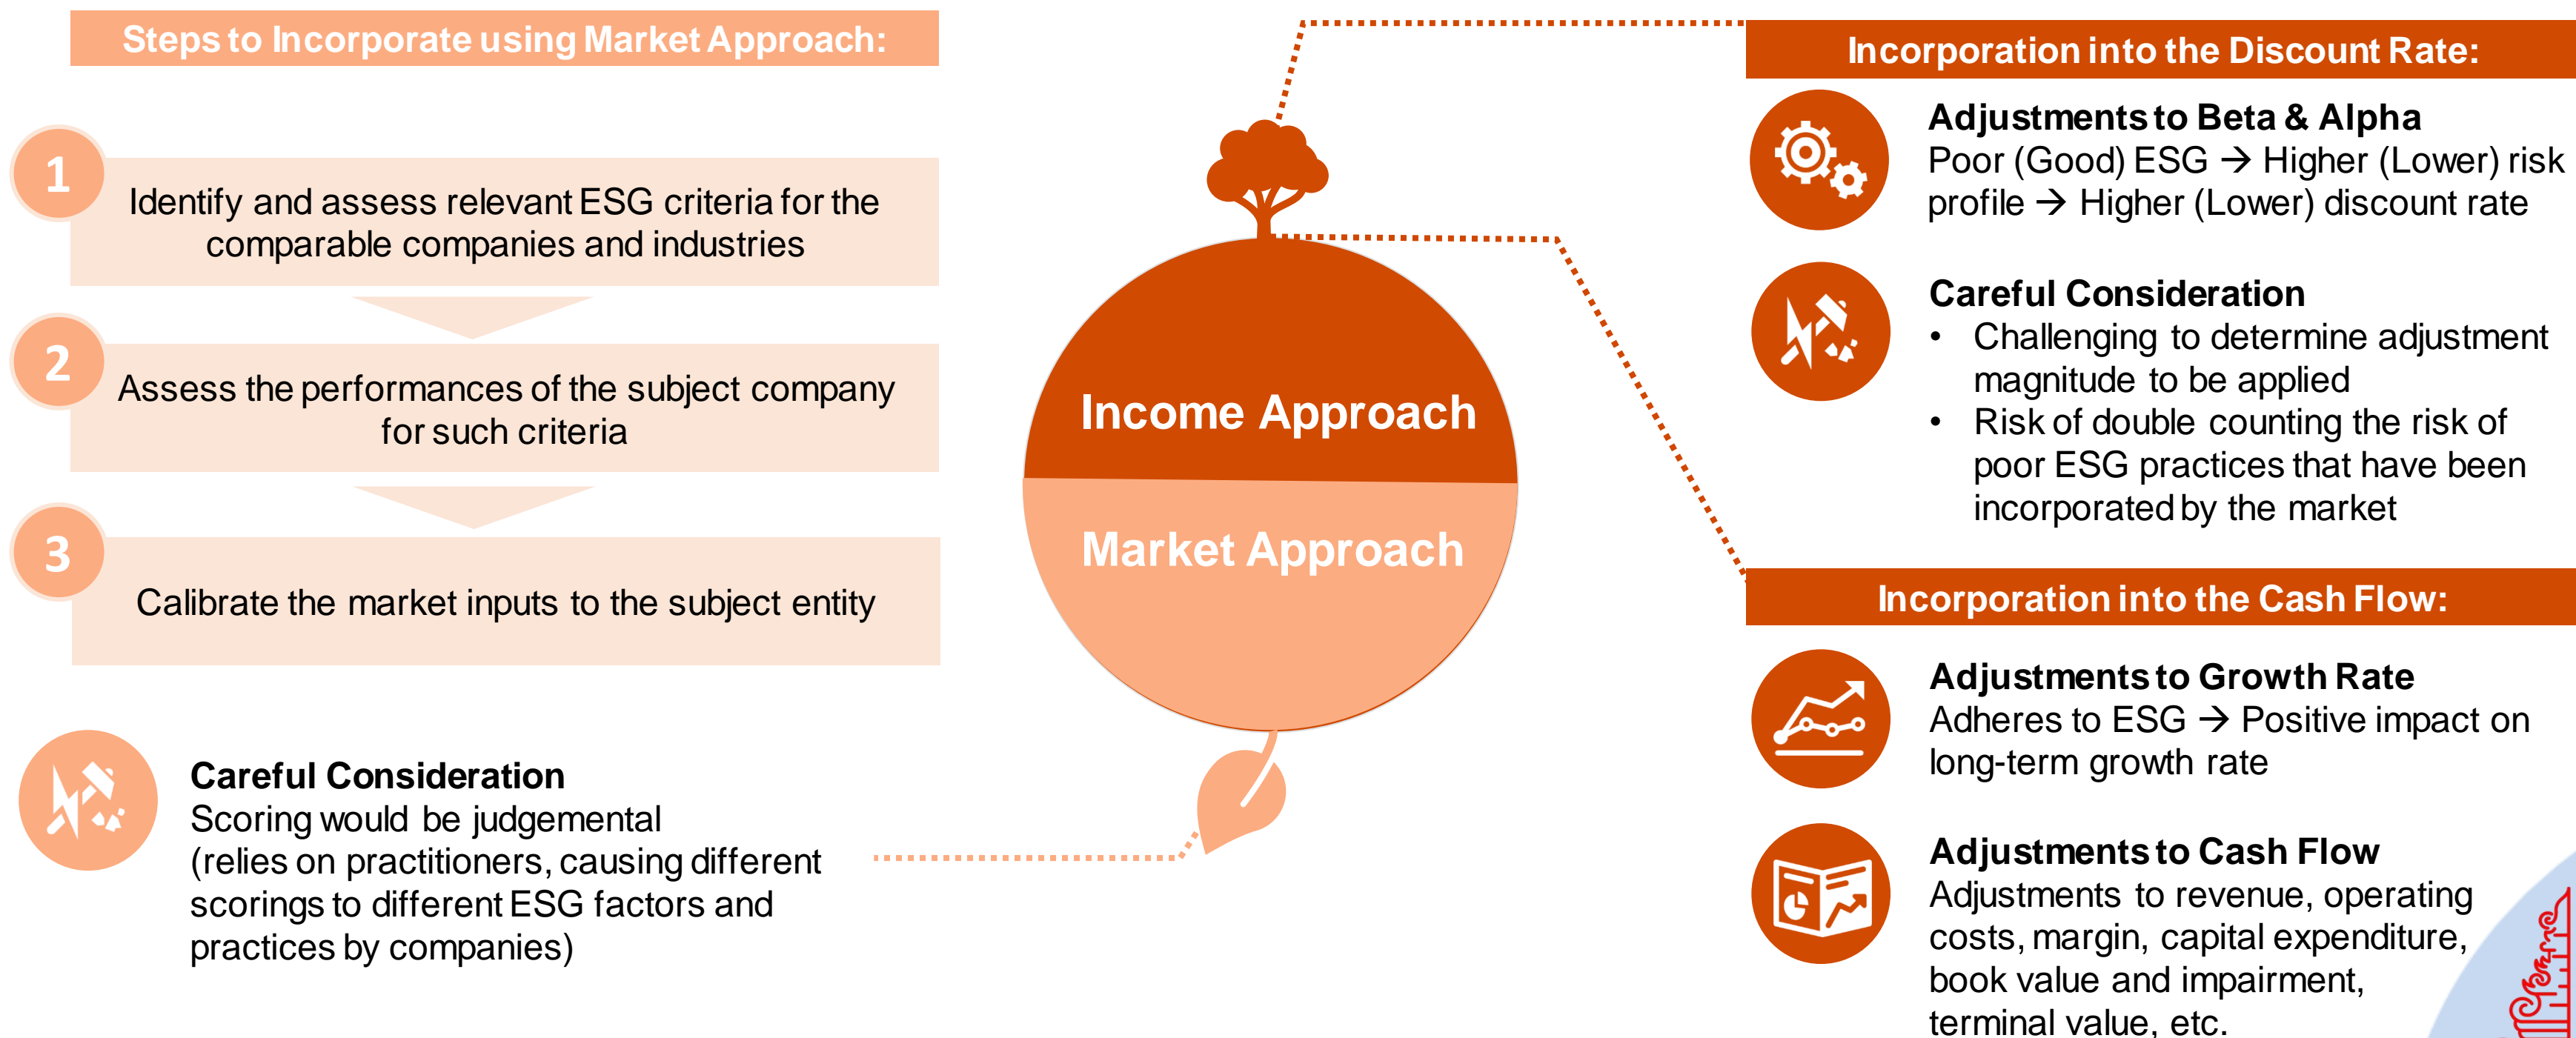 Steps to Incorporate using Market Approach:
1
Identify and assess relevant ESG criteria for the
comparable companies and industries
2
Assess the performances of the subject company
for such criteria
3
Calibrate the market inputs to the subject entity
Careful Consideration
Scoring would be judgemental
(relies on practitioners, causing different
scorings to different ESG factors and
practices by companies)
Income Approach
Market Approach
Incorporation into the Discount Rate:
Adjustments to Beta & Alpha
Poor (Good) ESG → Higher (Lower) risk
profile → Higher (Lower) discount rate
Careful Consideration
• Challenging to determine adjustment
magnitude to be applied
• Risk of double counting the risk of
poor ESG practices that have been
incorporated by the market
Incorporation into the Cash Flow:
Adjustments to Growth Rate
Adheres to ESG → Positive impact on
long-term growth rate
Adjustments to Cash Flow
Adjustments to revenue, operating
costs, margin, capital expenditure,
book value and impairment,
terminal value, etc.